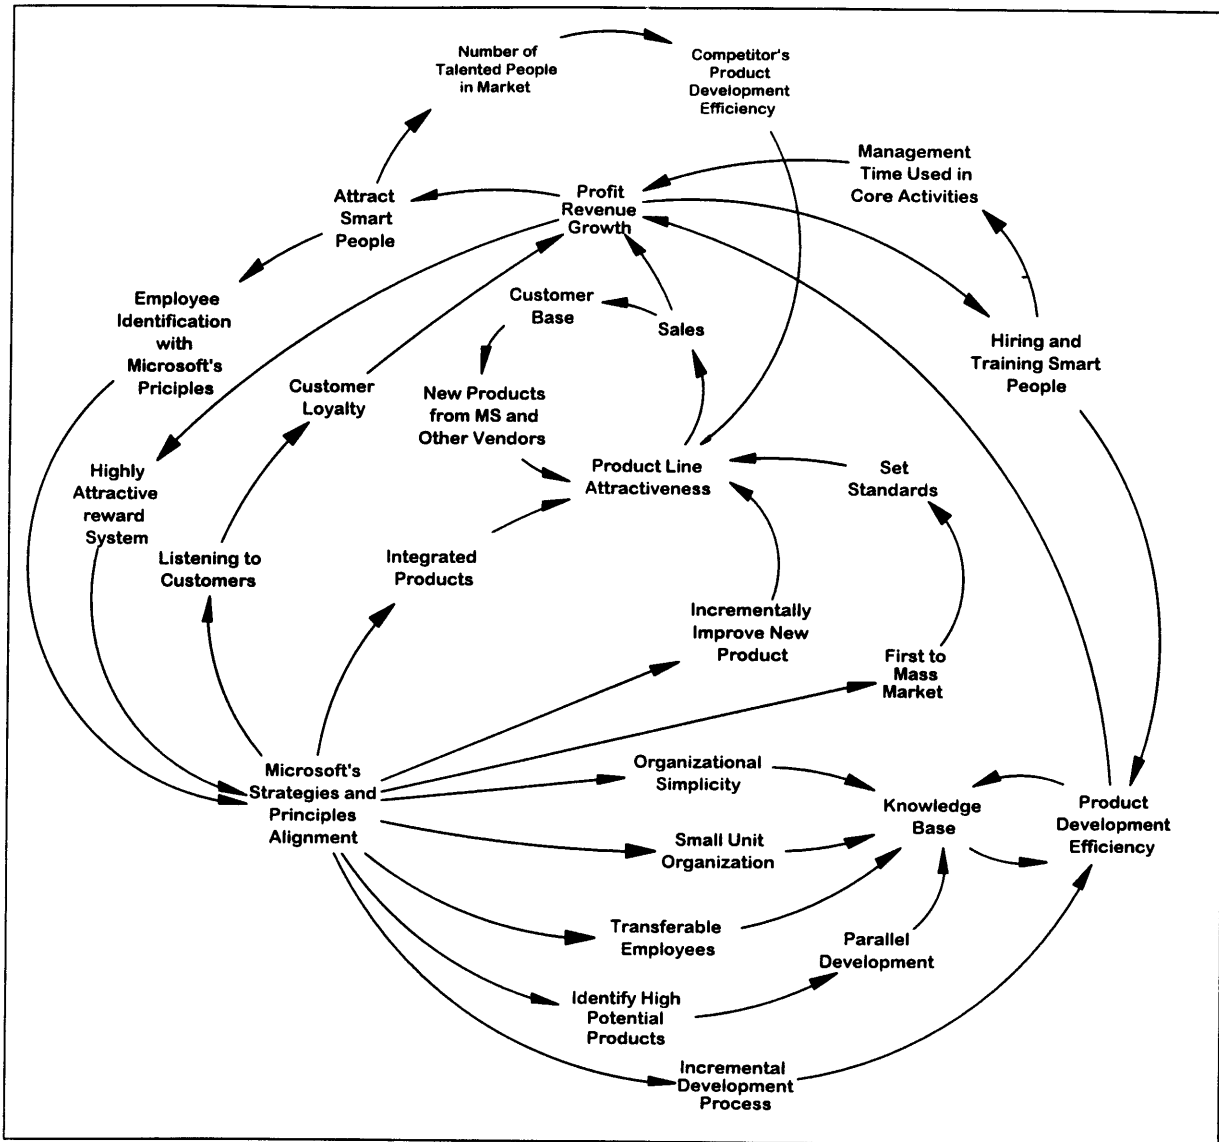 Number of
Talented People
in Market
Competitor's
Product
Development
Efficiency
Management
Time Used in
Core Activities
Attract
Smart
People
Profit
Revenue
Growth
Employee
Identification
with
Microsoft's
Priciples
Customer
Base
Sales
Hiring and
Training Smart
People
Customer
Loyalty
New Products
from MS and
Other Vendors
Highly
Attractive
reward
System
Product Line
Attractiveness
Set
Standards
Listening to
Customers
Integrated
Products
Incrementally
Improve New
Product
First to
Mass
Market
Microsoft's
Strategies and
Principles
Alignment
Organizational
Simplicity
Knowledge
Base
Product
Development
Efficiency
Small Unit
Organization
Transferable
Employees
Parallel
Development
Identify High
Potential
Products
Incremental
Development
Process